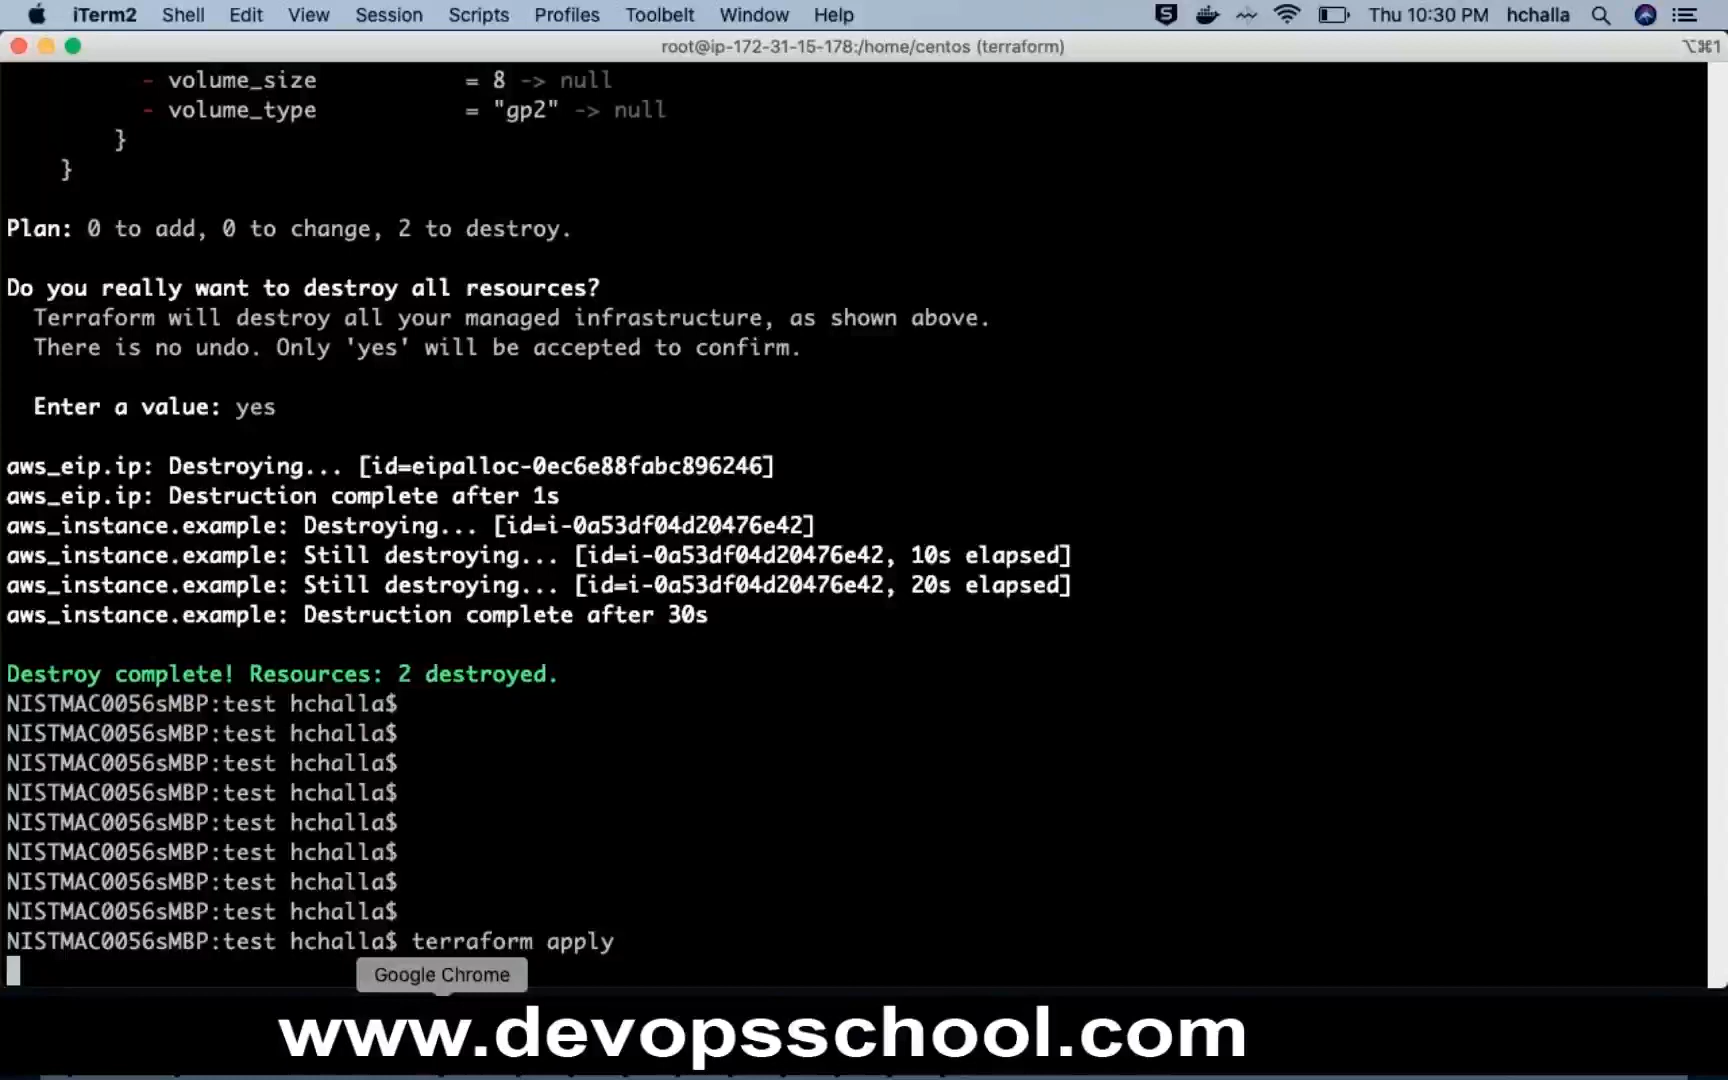 iTerm2 Shell Edit View Session Scripts Profiles Toolbelt Window Help Thu 10:30 PM hchalla
root@ip-172-31-15-178:/home/centos (terraform) ⌥⌘1
- volume_size = 8 -> null
- volume_type = "gp2" -> null
}
}
Plan: 0 to add, 0 to change, 2 to destroy.
Do you really want to destroy all resources?
Terraform will destroy all your managed infrastructure, as shown above.
There is no undo. Only 'yes' will be accepted to confirm.
Enter a value: yes
aws_eip.ip: Destroying... [id=eipalloc-0ec6e88fabc896246]
aws_eip.ip: Destruction complete after 1s
aws_instance.example: Destroying... [id=i-0a53df04d20476e42]
aws_instance.example: Still destroying... [id=i-0a53df04d20476e42, 10s elapsed]
aws_instance.example: Still destroying... [id=i-0a53df04d20476e42, 20s elapsed]
aws_instance.example: Destruction complete after 30s
Destroy complete! Resources: 2 destroyed.
NISTMAC0056sMBP:test hchalla$
NISTMAC0056sMBP:test hchalla$
NISTMAC0056sMBP:test hchalla$
NISTMAC0056sMBP:test hchalla$
NISTMAC0056sMBP:test hchalla$
NISTMAC0056sMBP:test hchalla$
NISTMAC0056sMBP:test hchalla$
NISTMAC0056sMBP:test hchalla$
NISTMAC0056sMBP:test hchalla$ terraform apply
Google Chrome
www.devopsschool.com